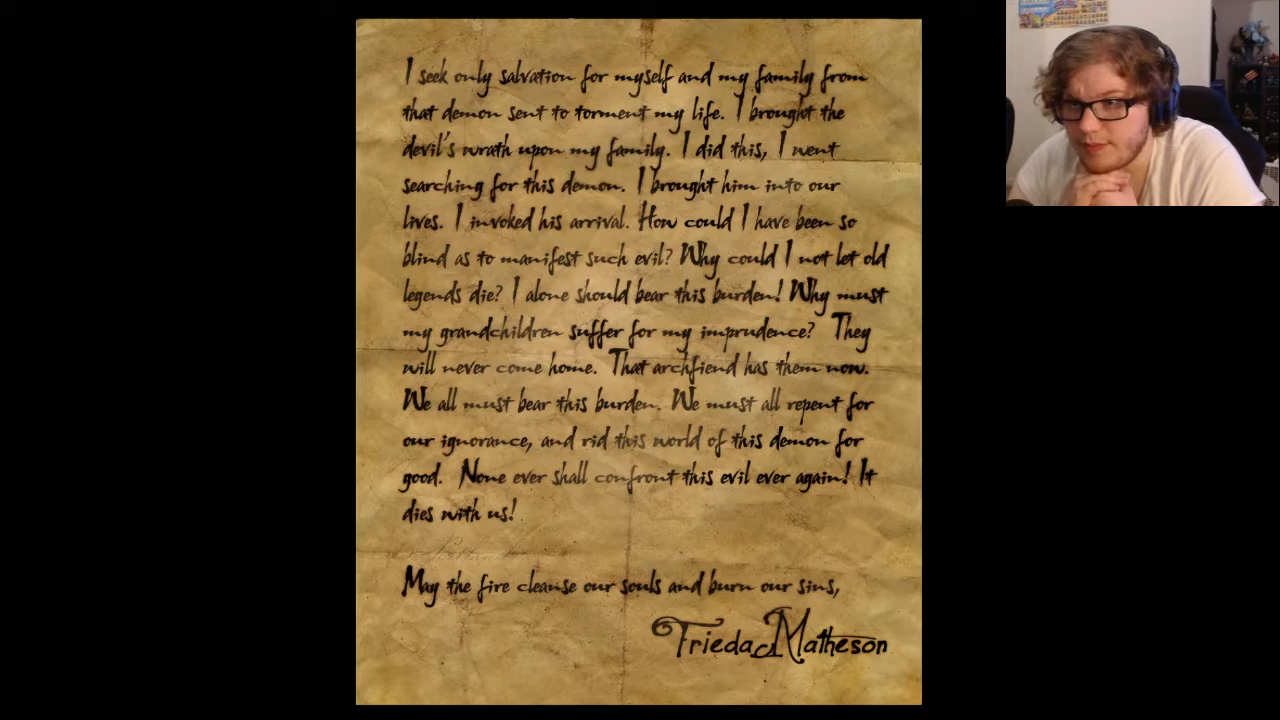 I seek only salvation for myself and my family from
that demon sent to torment my life. I brought the
devil's wrath upon my family. I did this, I went
searching for this demon. I brought him into our
lives. I invoked his arrival. How could I have been so
blind as to manifest such evil? Why could I not let old
legends die? I alone should bear this burden! Why must
my grandchildren suffer for my imprudence? They
will never come home. That archfiend has them now.
We all must bear this burden. We must all repent for
our ignorance, and rid this world of this demon for
good. None ever shall confront this evil ever again! It
dies with us!
May the fire cleanse our souls and burn our sins,
Frieda Matheson